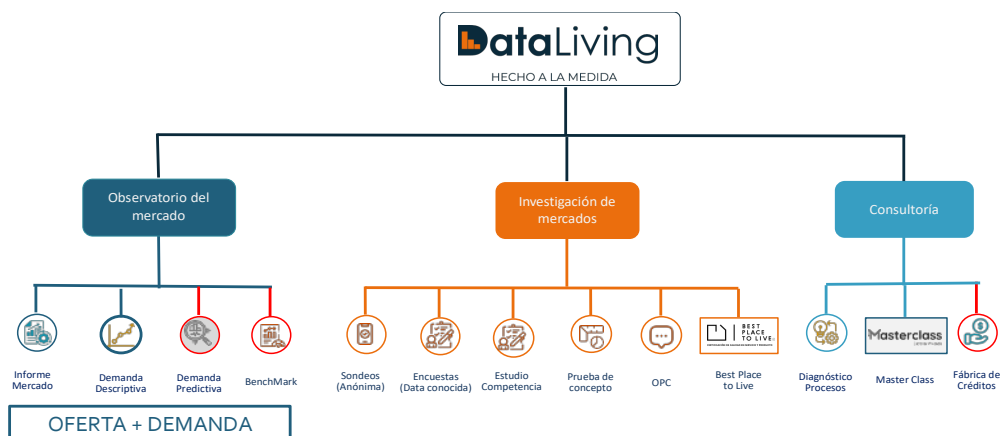 DataLiving
HECHO A LA MEDIDA
Observatorio del
mercado
Investigación de
mercados
Consultoría
BEST
PLACE
TO LIVE
Masterclass
Informe
Mercado
Demanda
Descriptiva
Demanda
Predictiva
BenchMark
Sondeos
(Anónima)
Encuestas
(Data conocida)
Estudio
Competencia
Prueba de
concepto
OPC
Best Place
to Live
Diagnóstico
Procesos
Master Class
Fábrica de
Créditos
OFERTA + DEMANDA